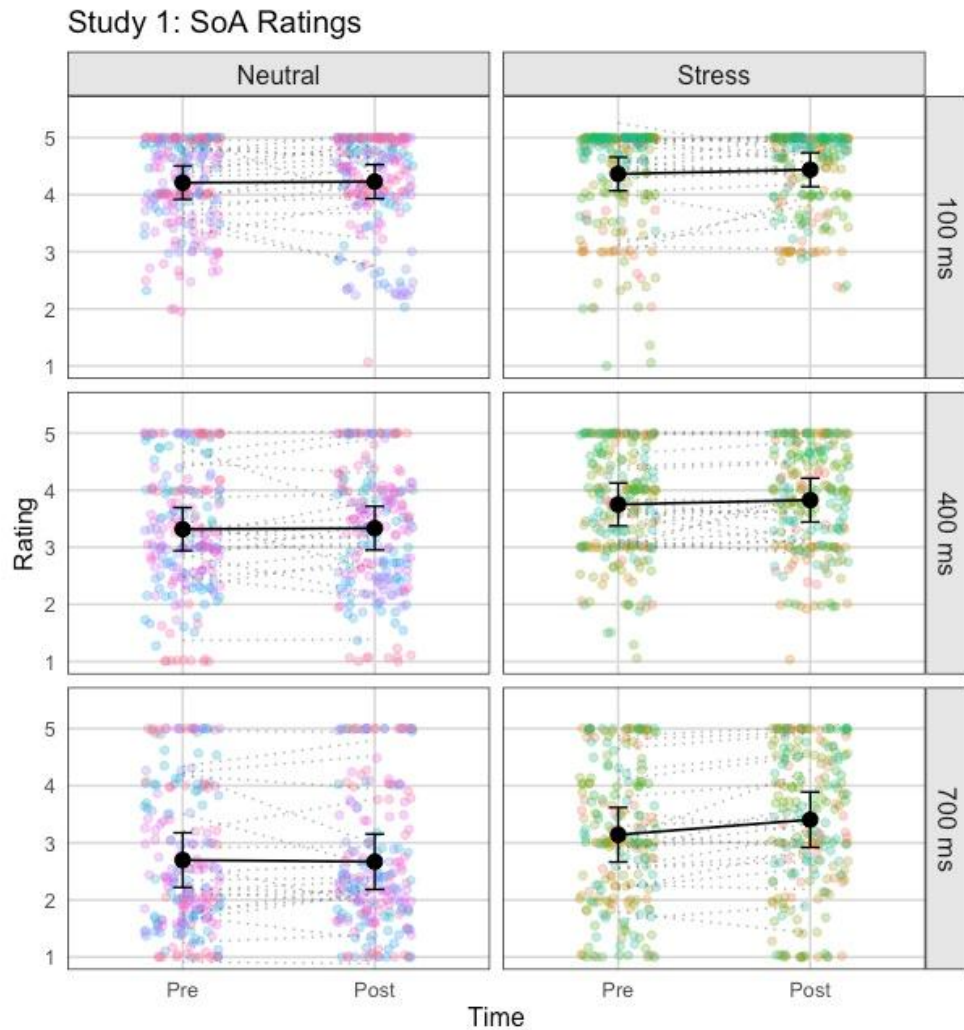 Study 1: SoA Ratings
Neutral
Stress
5
4
3
2
1
100 ms
Rating
5
4
3
2
1
400 ms
5
4
3
2
1
700 ms
Pre
Post
Pre
Post
Time